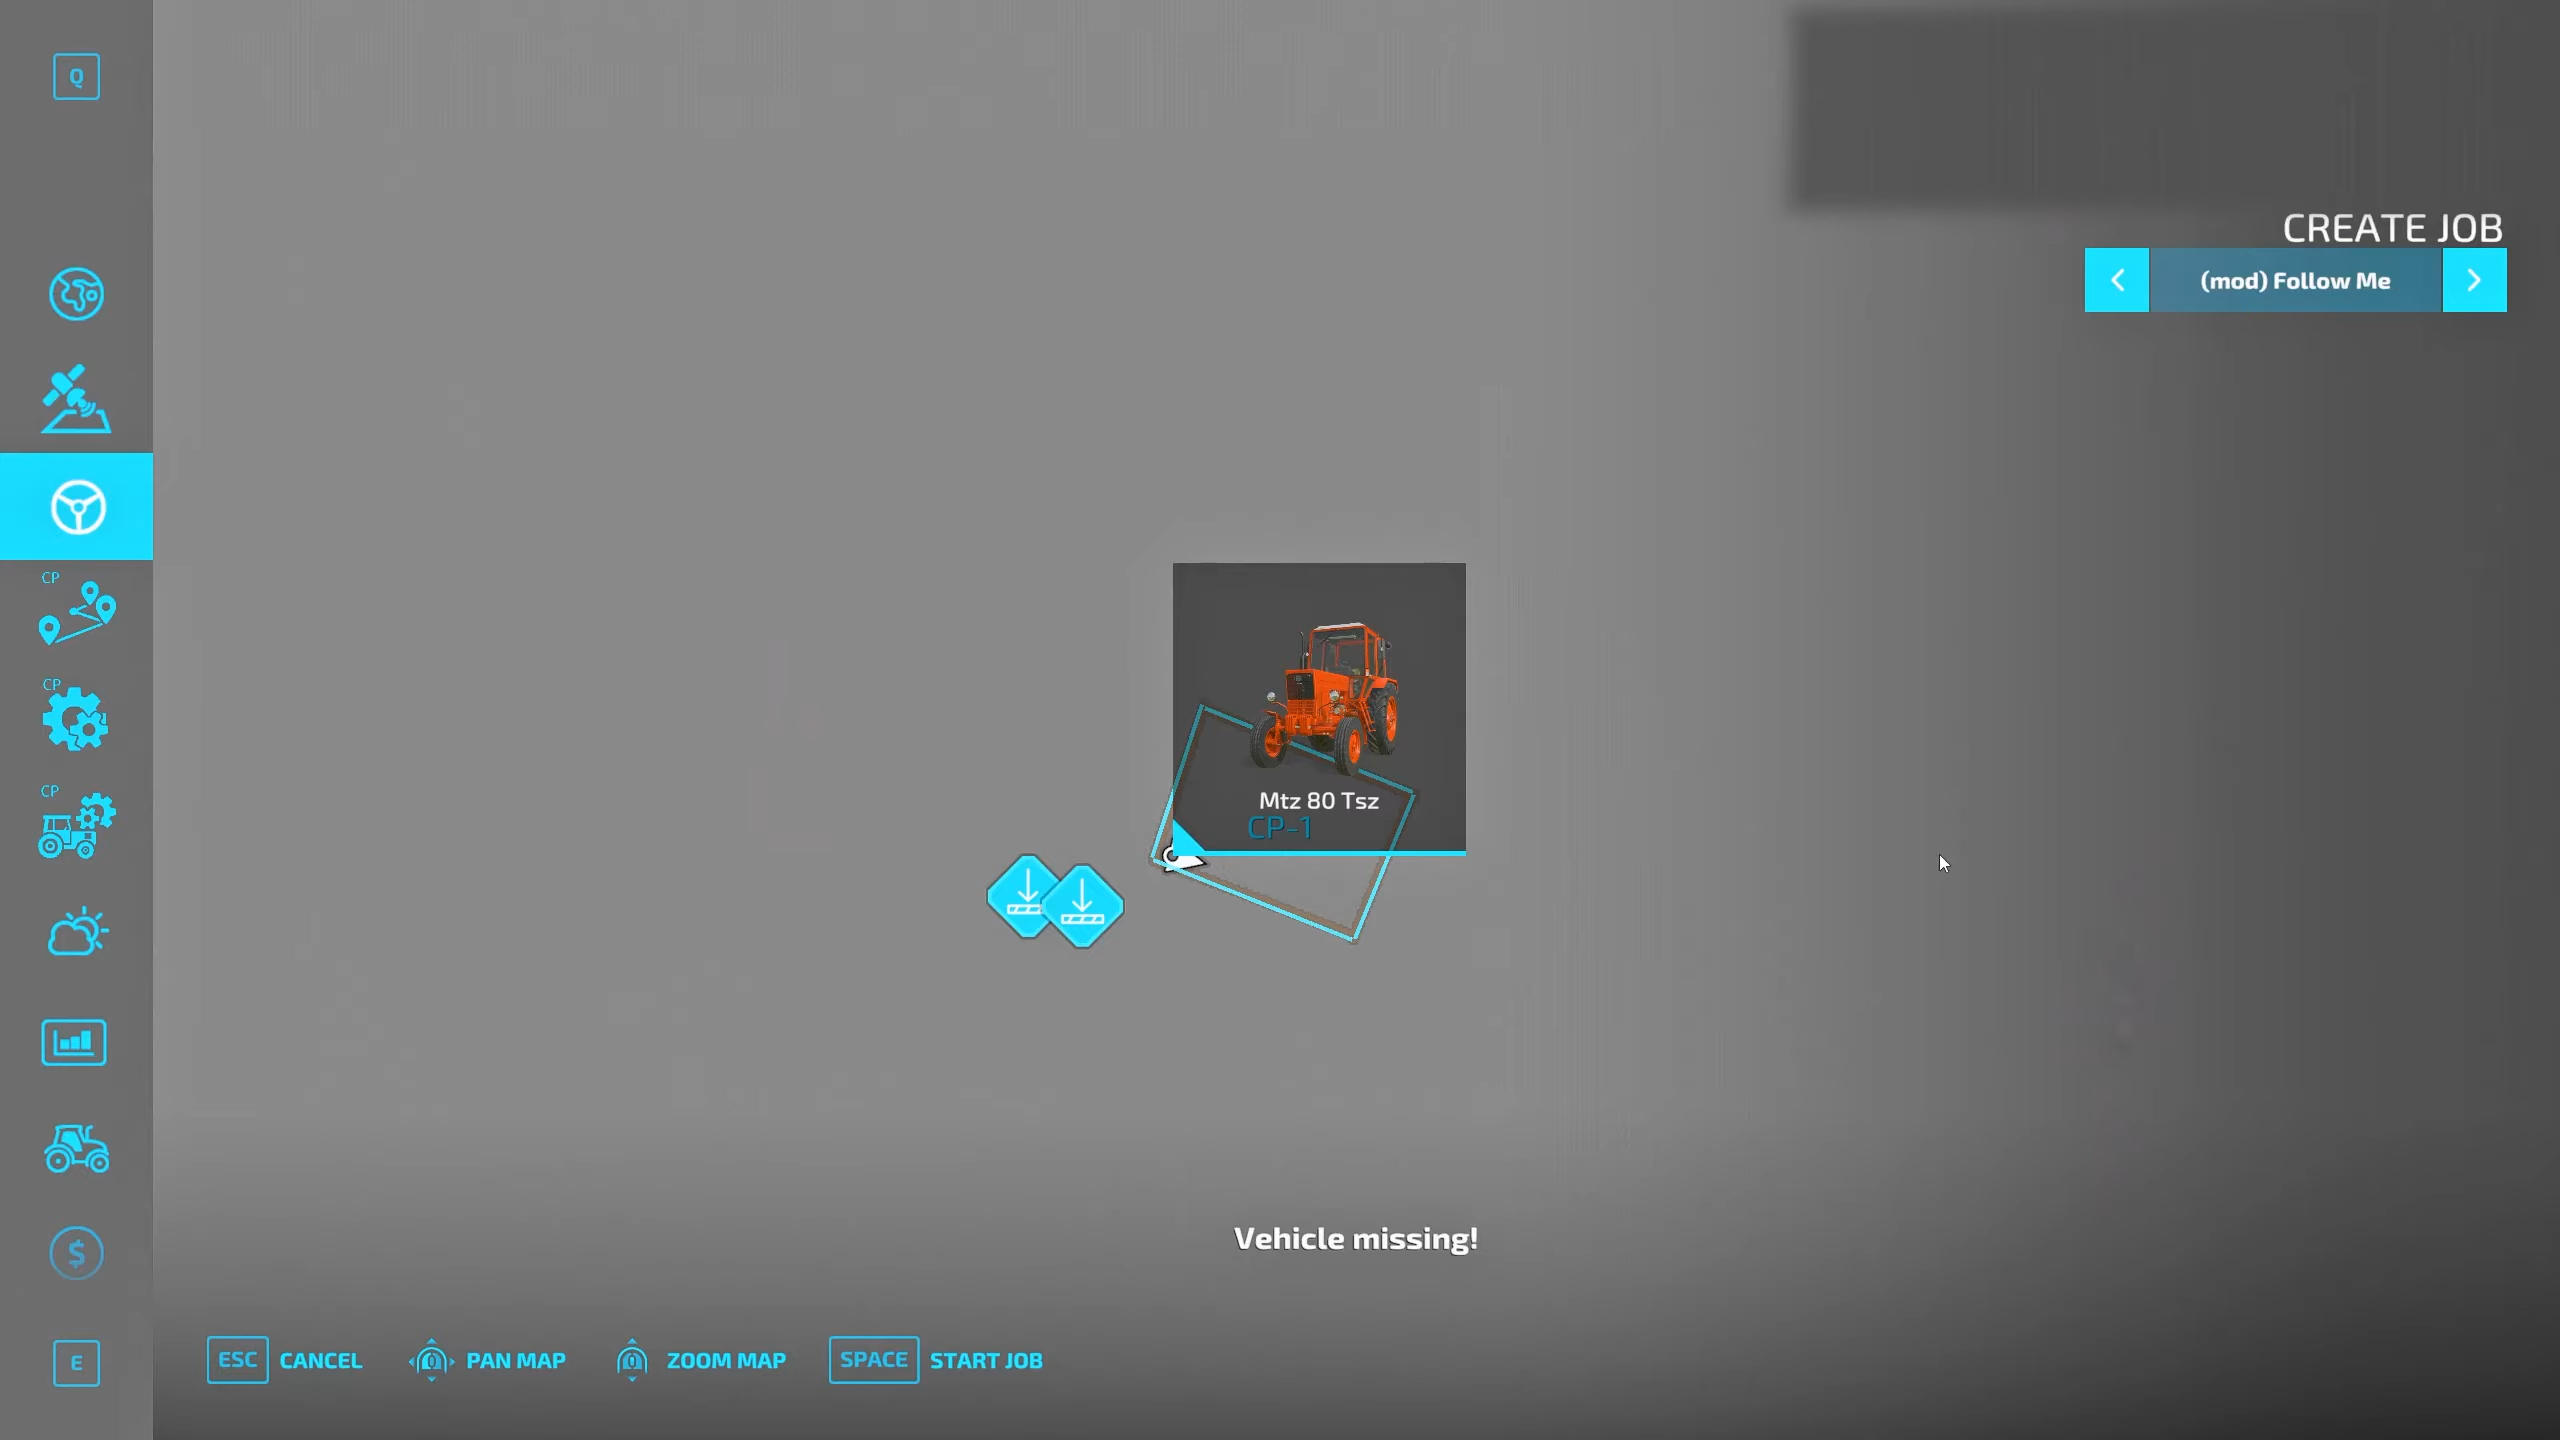 Q
CREATE JOB
(mod) Follow Me
CP
CP
CP
Mtz 80 Tsz
CP-1
Vehicle missing!
$
E
ESC CANCEL PAN MAP ZOOM MAP SPACE START JOB